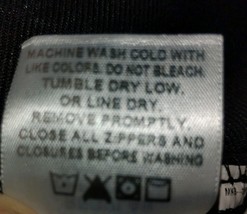 MACHINE WASH COLD WITH
LIKE COLORS. DO NOT BLEACH.
TUMBLE DRY LOW,
OR LINE DRY.
REMOVE PROMPTLY.
CLOSE ALL ZIPPERS AND
CLOSURES BEFORE WASHING